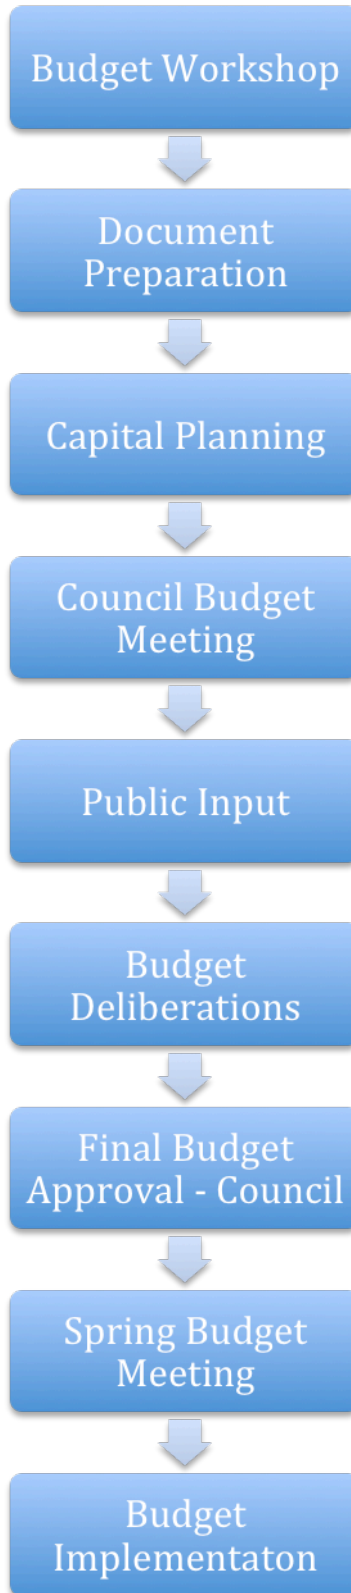 Budget Workshop
Document
Preparation
Capital Planning
Council Budget
Meeting
Public Input
Budget
Deliberations
Final Budget
Approval - Council
Spring Budget
Meeting
Budget
Implementaton